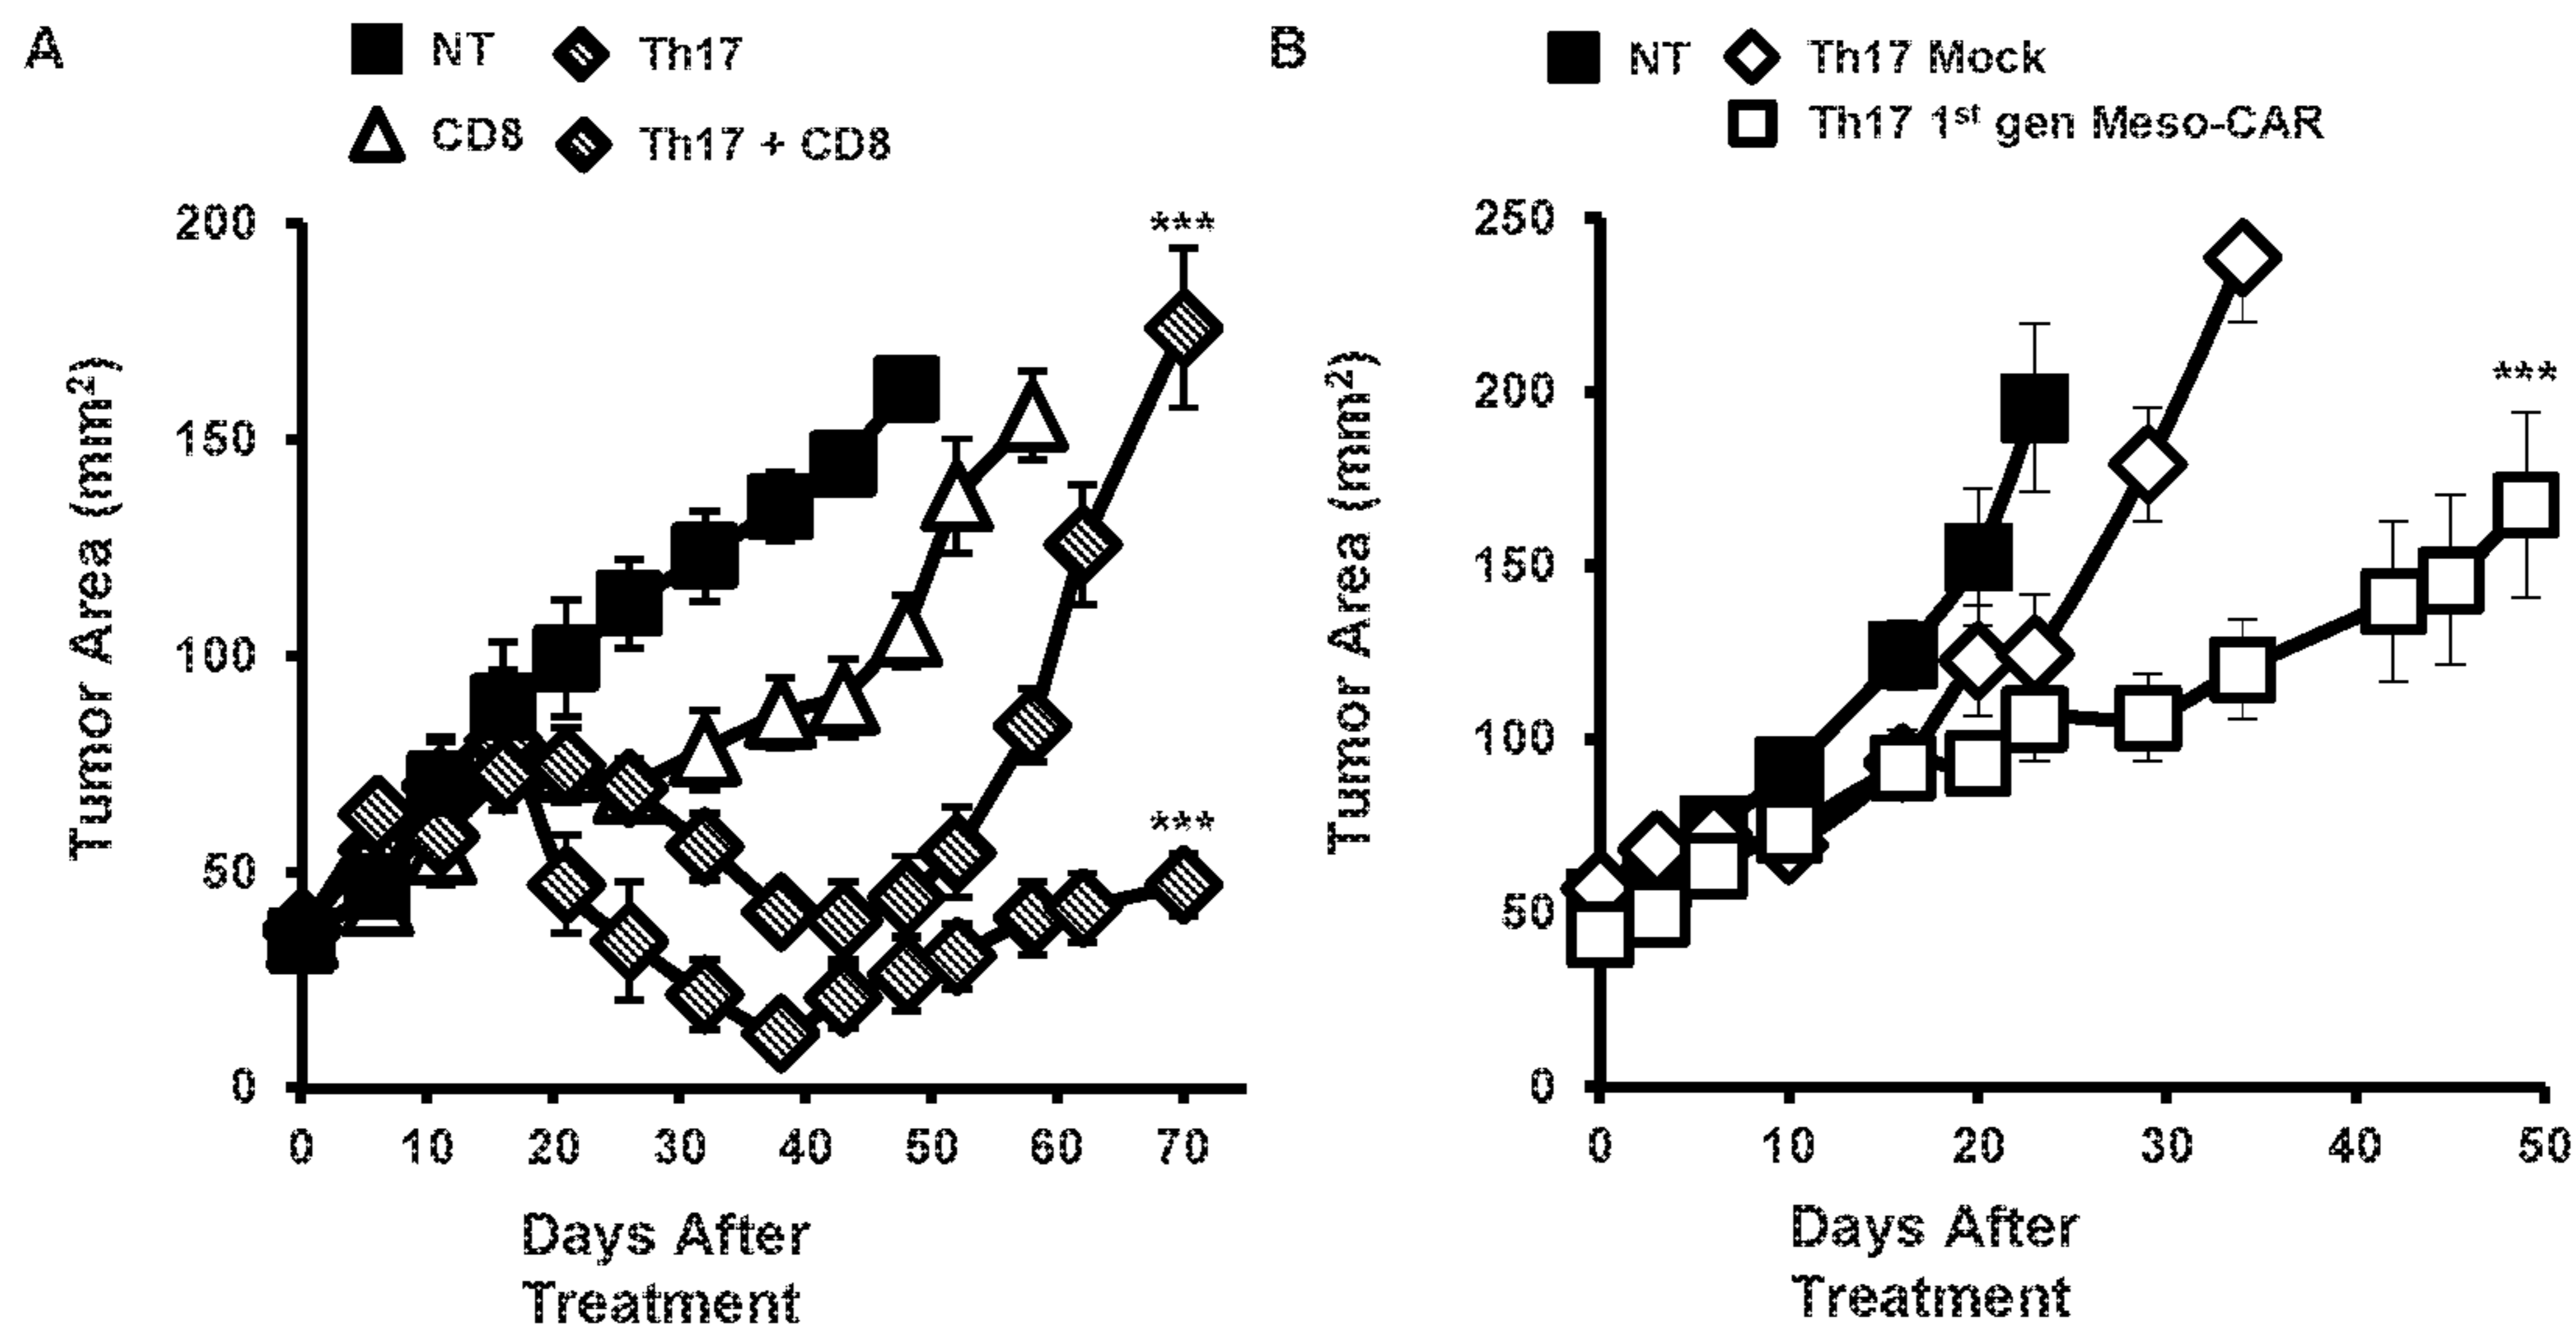 A
NT
Th17
CD8
Th17 + CD8
200
150
100
50
0
Tumor Area (mm²)
***
***
0 10 20 30 40 50 60 70
Days After
Treatment
B
NT
Th17 Mock
Th17 1st gen Meso-CAR
250
200
150
100
50
0
Tumor Area (mm²)
***
0 10 20 30 40 50
Days After
Treatment